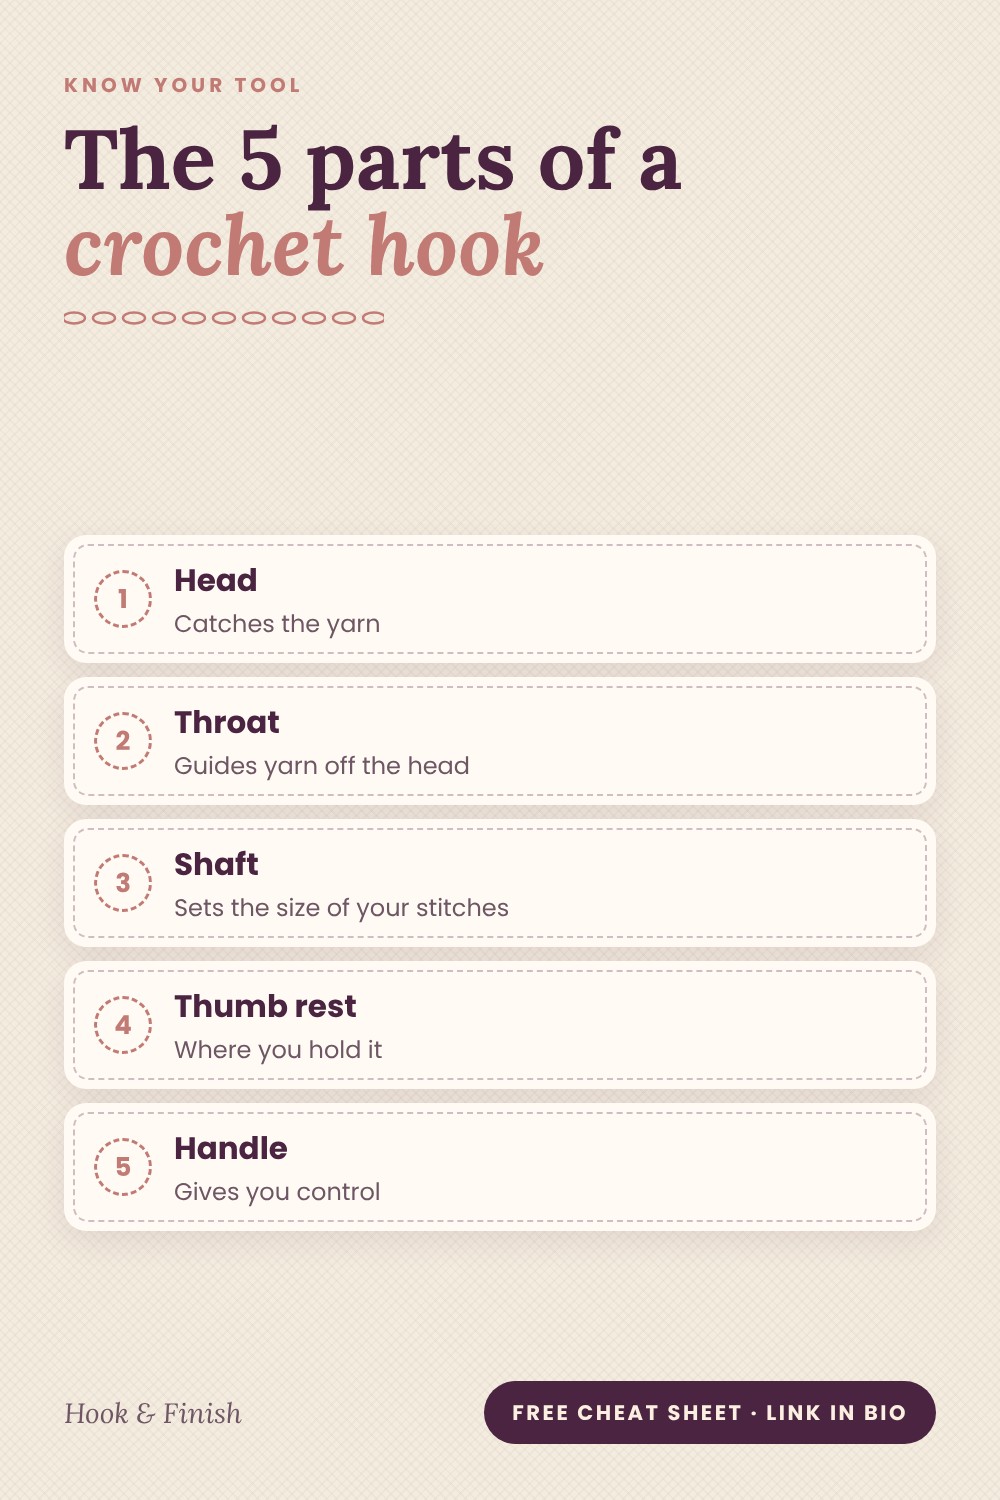 KNOW YOUR TOOL
The 5 parts of a
crochet hook
1
Head
Catches the yarn
2
Throat
Guides yarn off the head
3
Shaft
Sets the size of your stitches
4
Thumb rest
Where you hold it
5
Handle
Gives you control
Hook & Finish
FREE CHEAT SHEET · LINK IN BIO